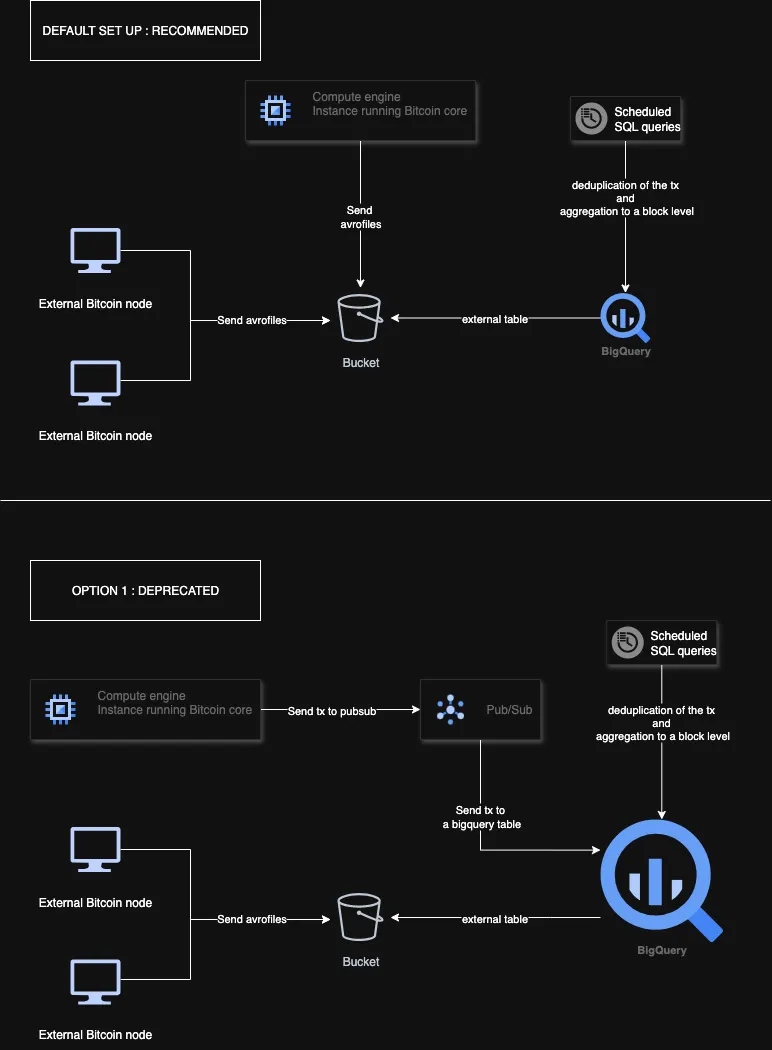 DEFAULT SET UP : RECOMMENDED
Compute engine
Instance running Bitcoin core
Scheduled
SQL queries
deduplication of the tx
and
aggregation to a block level
Send
avrofiles
External Bitcoin node
Send avrofiles
external table
BigQuery
Bucket
External Bitcoin node
OPTION 1 : DEPRECATED
Scheduled
SQL queries
Compute engine
Instance running Bitcoin core
Send tx to pubsub
Pub/Sub
deduplication of the tx
and
aggregation to a block level
Send tx to
a bigquery table
External Bitcoin node
Send avrofiles
external table
BigQuery
Bucket
External Bitcoin node